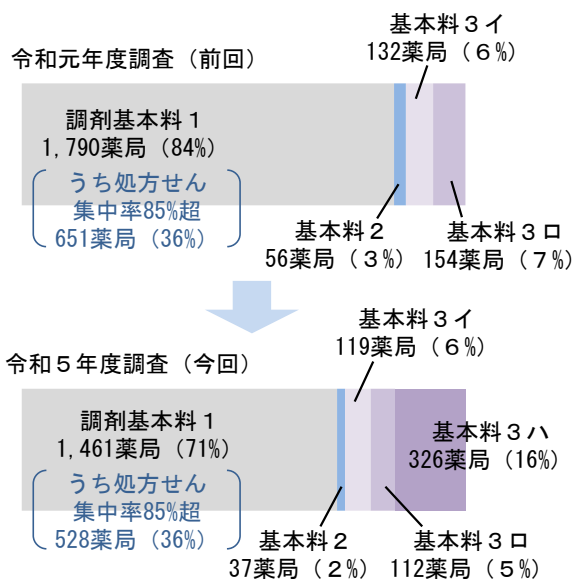 基本料３イ
132薬局（６%）
令和元年度調査（前回）
調剤基本料１
1,790薬局（84%）
うち処方せん
集中率85%超
651薬局（36%）
基本料２
56薬局（３%）
基本料３ロ
154薬局（７%）
基本料３イ
119薬局（６%）
令和５年度調査（今回）
調剤基本料１
1,461薬局（71%）
うち処方せん
集中率85%超
528薬局（36%）
基本料３ハ
326薬局（16%）
基本料２
37薬局（２%）
基本料３ロ
112薬局（５%）